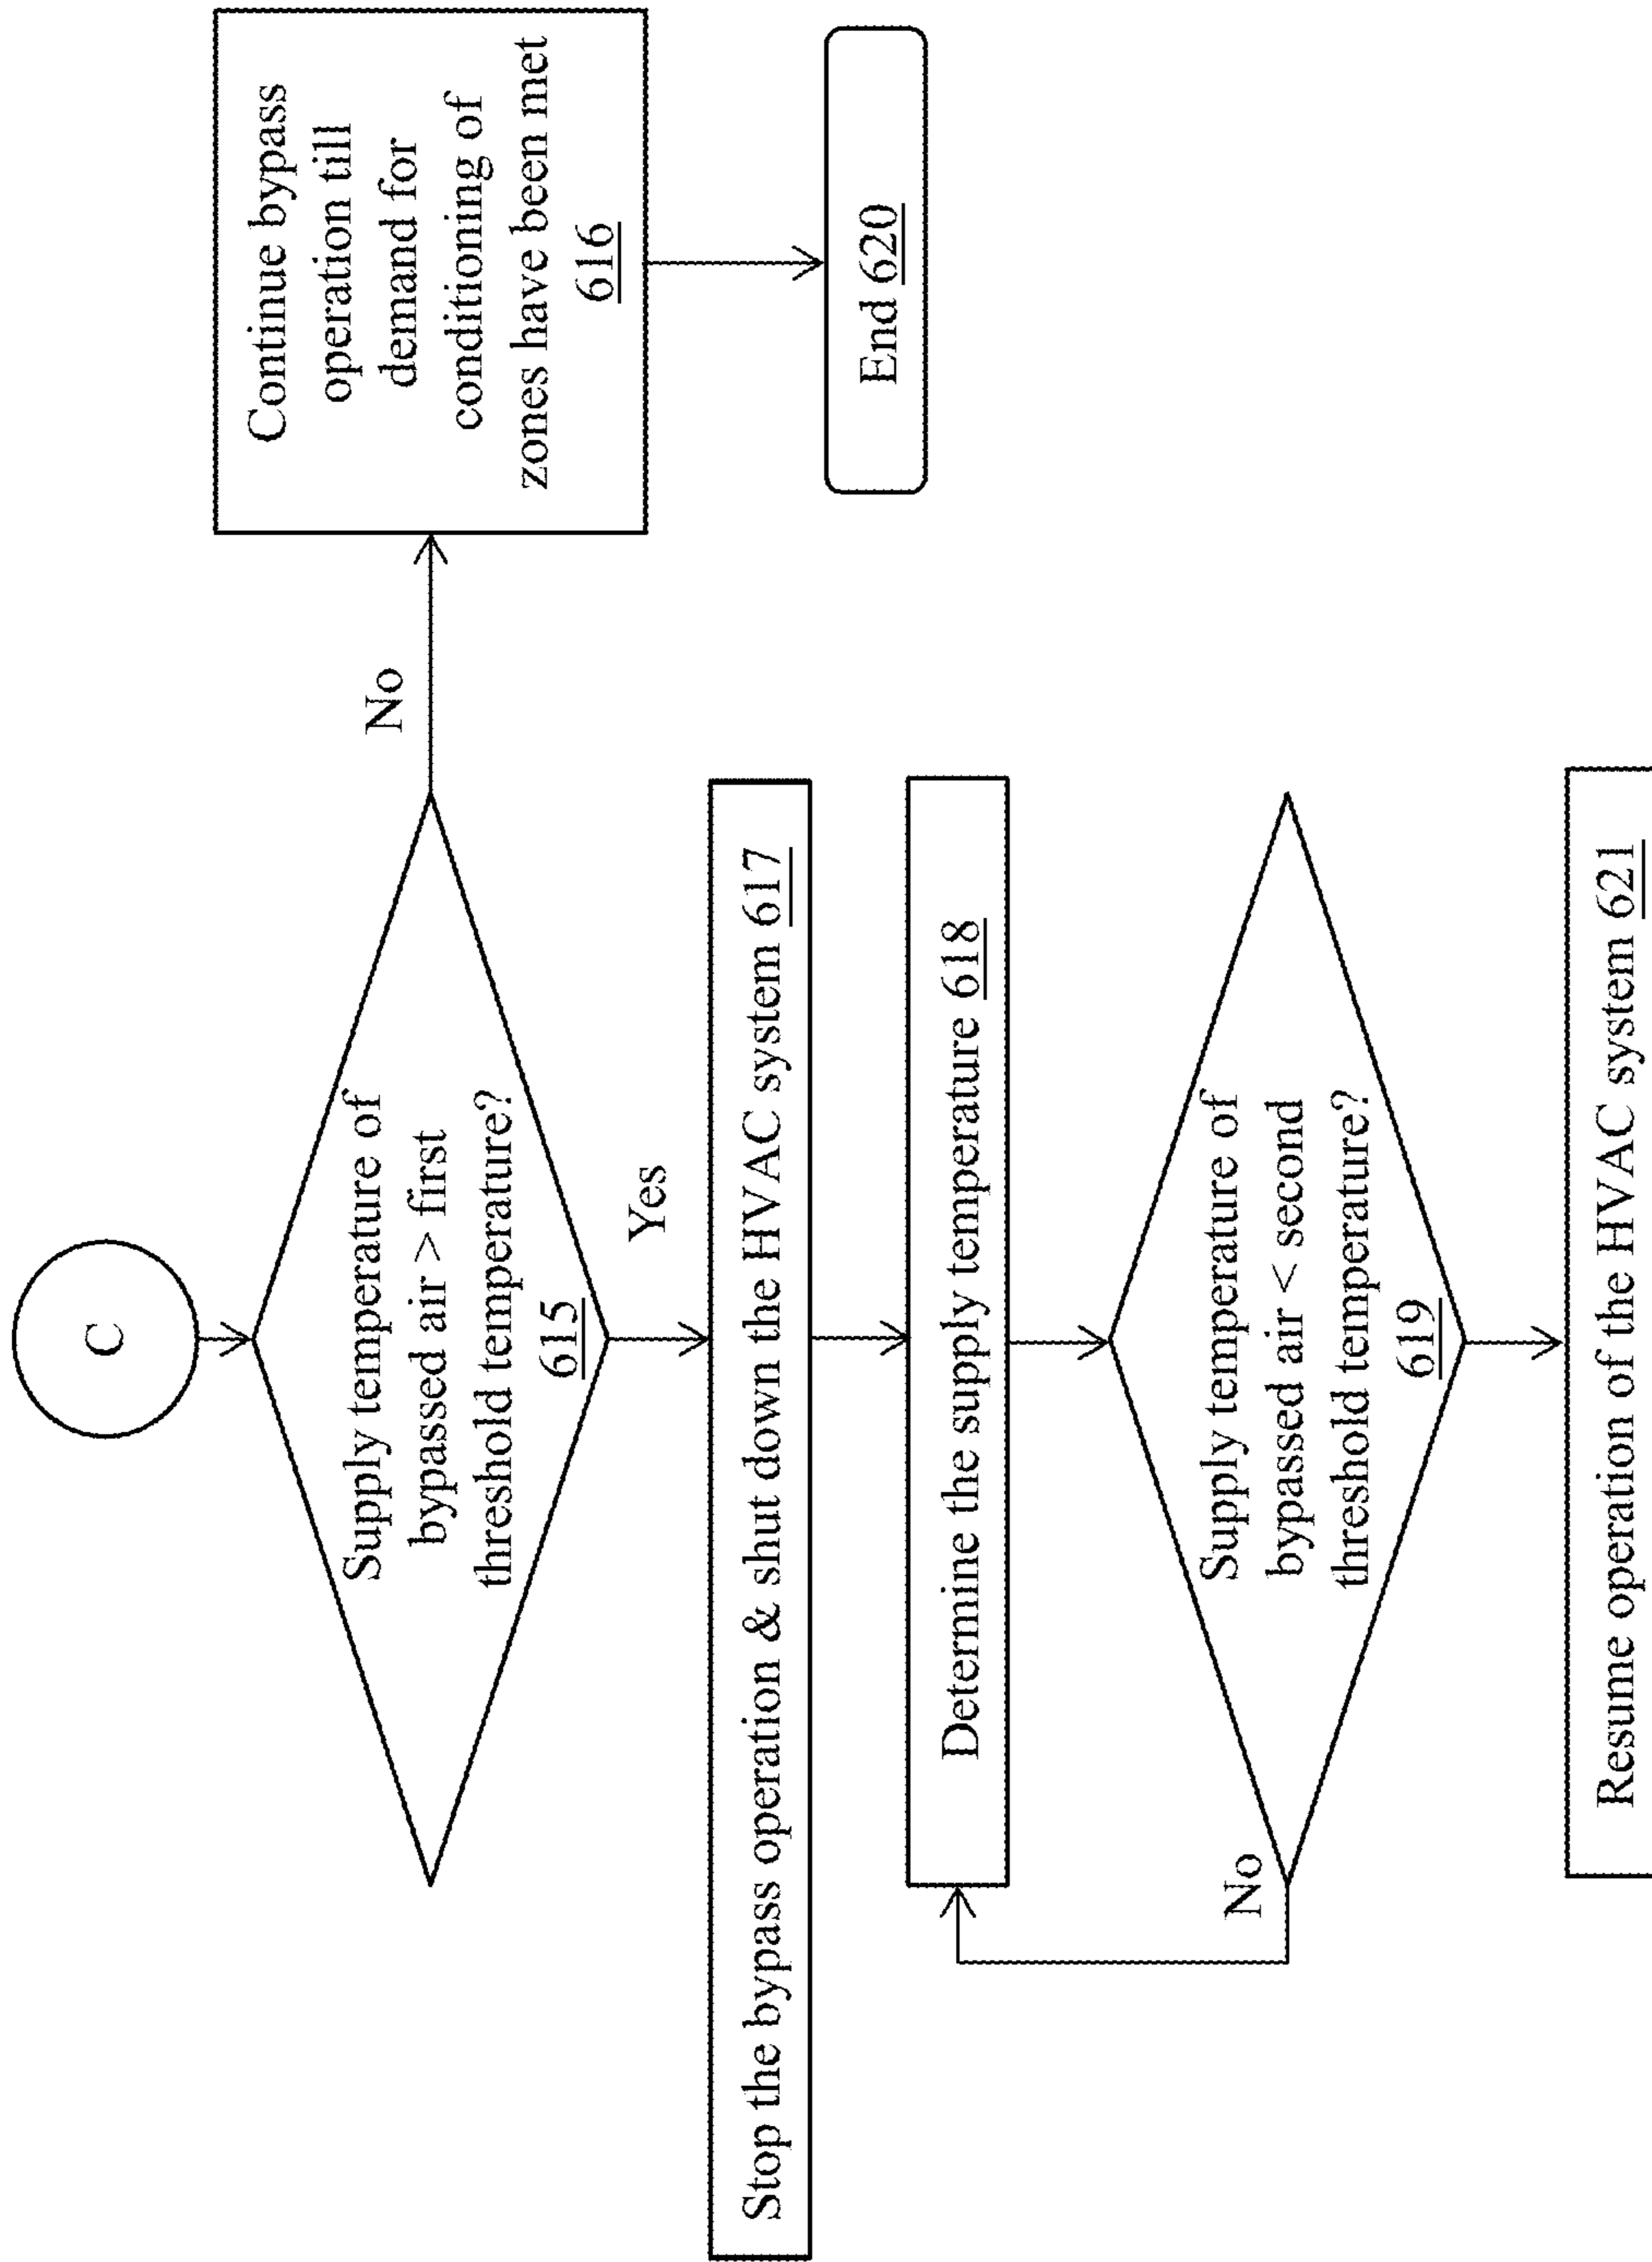 C
Supply temperature of
bypassed air > first
threshold temperature?
615
No
Continue bypass
operation till
demand for
conditioning of
zones have been met
616
End 620
Yes
Stop the bypass operation & shut down the HVAC system 617
Determine the supply temperature 618
No
Supply temperature of
bypassed air < second
threshold temperature?
619
Resume operation of the HVAC system 621